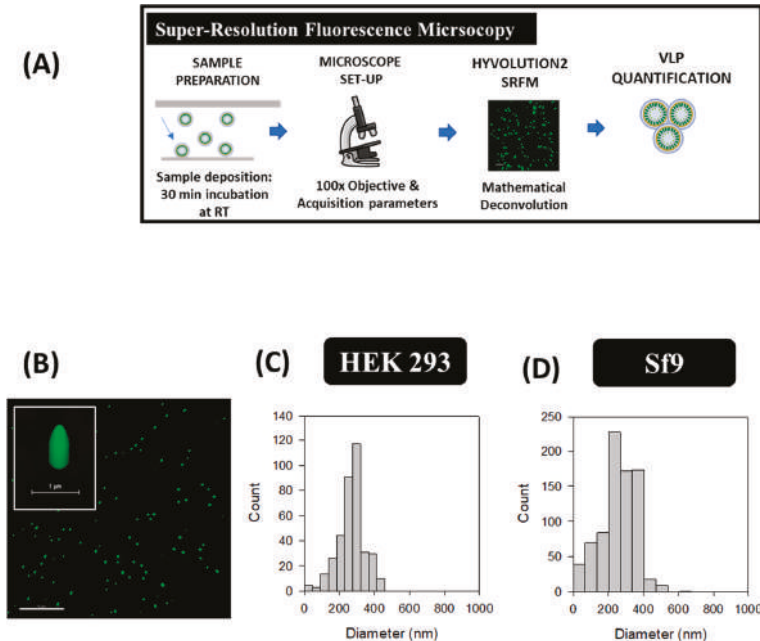 Super-Resolution Fluorescence Micrsocopy
(A)
SAMPLE
PREPARATION
MICROSCOPE
SET-UP
HYVOLUTION2
SRFM
VLP
QUANTIFICATION
Sample deposition:
30 min incubation
at RT
100x Objective &
Acquisition parameters
Mathematical
Deconvolution
(B)
1 µm
(C)
HEK 293
140
120
100
80
60
40
20
0
Count
0 200 400 600 800 1000
Diameter (nm)
(D)
Sf9
250
200
150
100
50
0
Count
0 200 400 600 800 1000
Diameter (nm)